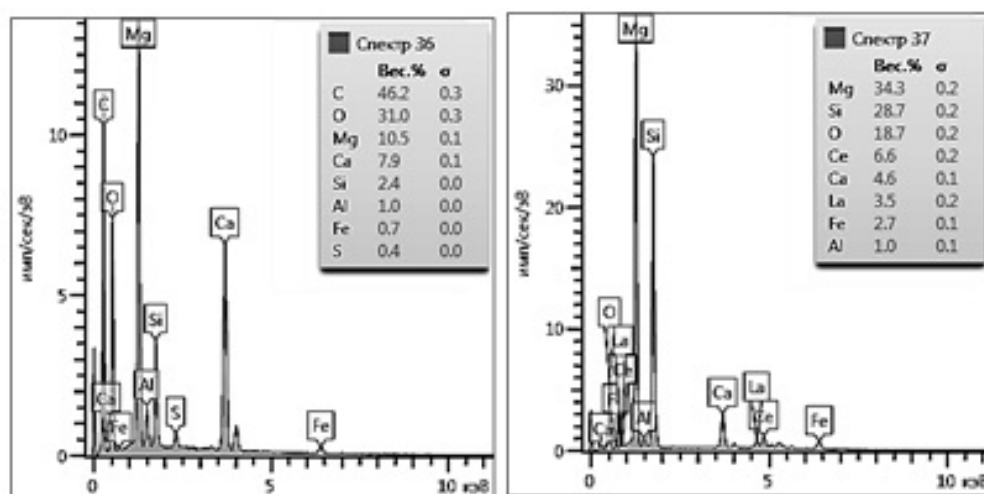 Спектр 36
Вес.% σ
C 46.2 0.3
O 31.0 0.3
Mg 10.5 0.1
Ca 7.9 0.1
Si 2.4 0.0
Al 1.0 0.0
Fe 0.7 0.0
S 0.4 0.0
имп/сек/эВ
10
5
0
Mg
C
O
Ca
Si
Ca
Al
Fe
S
Fe
0 5 10 кэВ
Спектр 37
Вес.% σ
Mg 34.3 0.2
Si 28.7 0.2
O 18.7 0.2
Ce 6.6 0.2
Ca 4.6 0.1
La 3.5 0.2
Fe 2.7 0.1
Al 1.0 0.1
имп/сек/эВ
30
20
10
0
Mg
Si
O
La
Ce
Ca
Al
Ca
La
Fe
0 5 10 кэВ